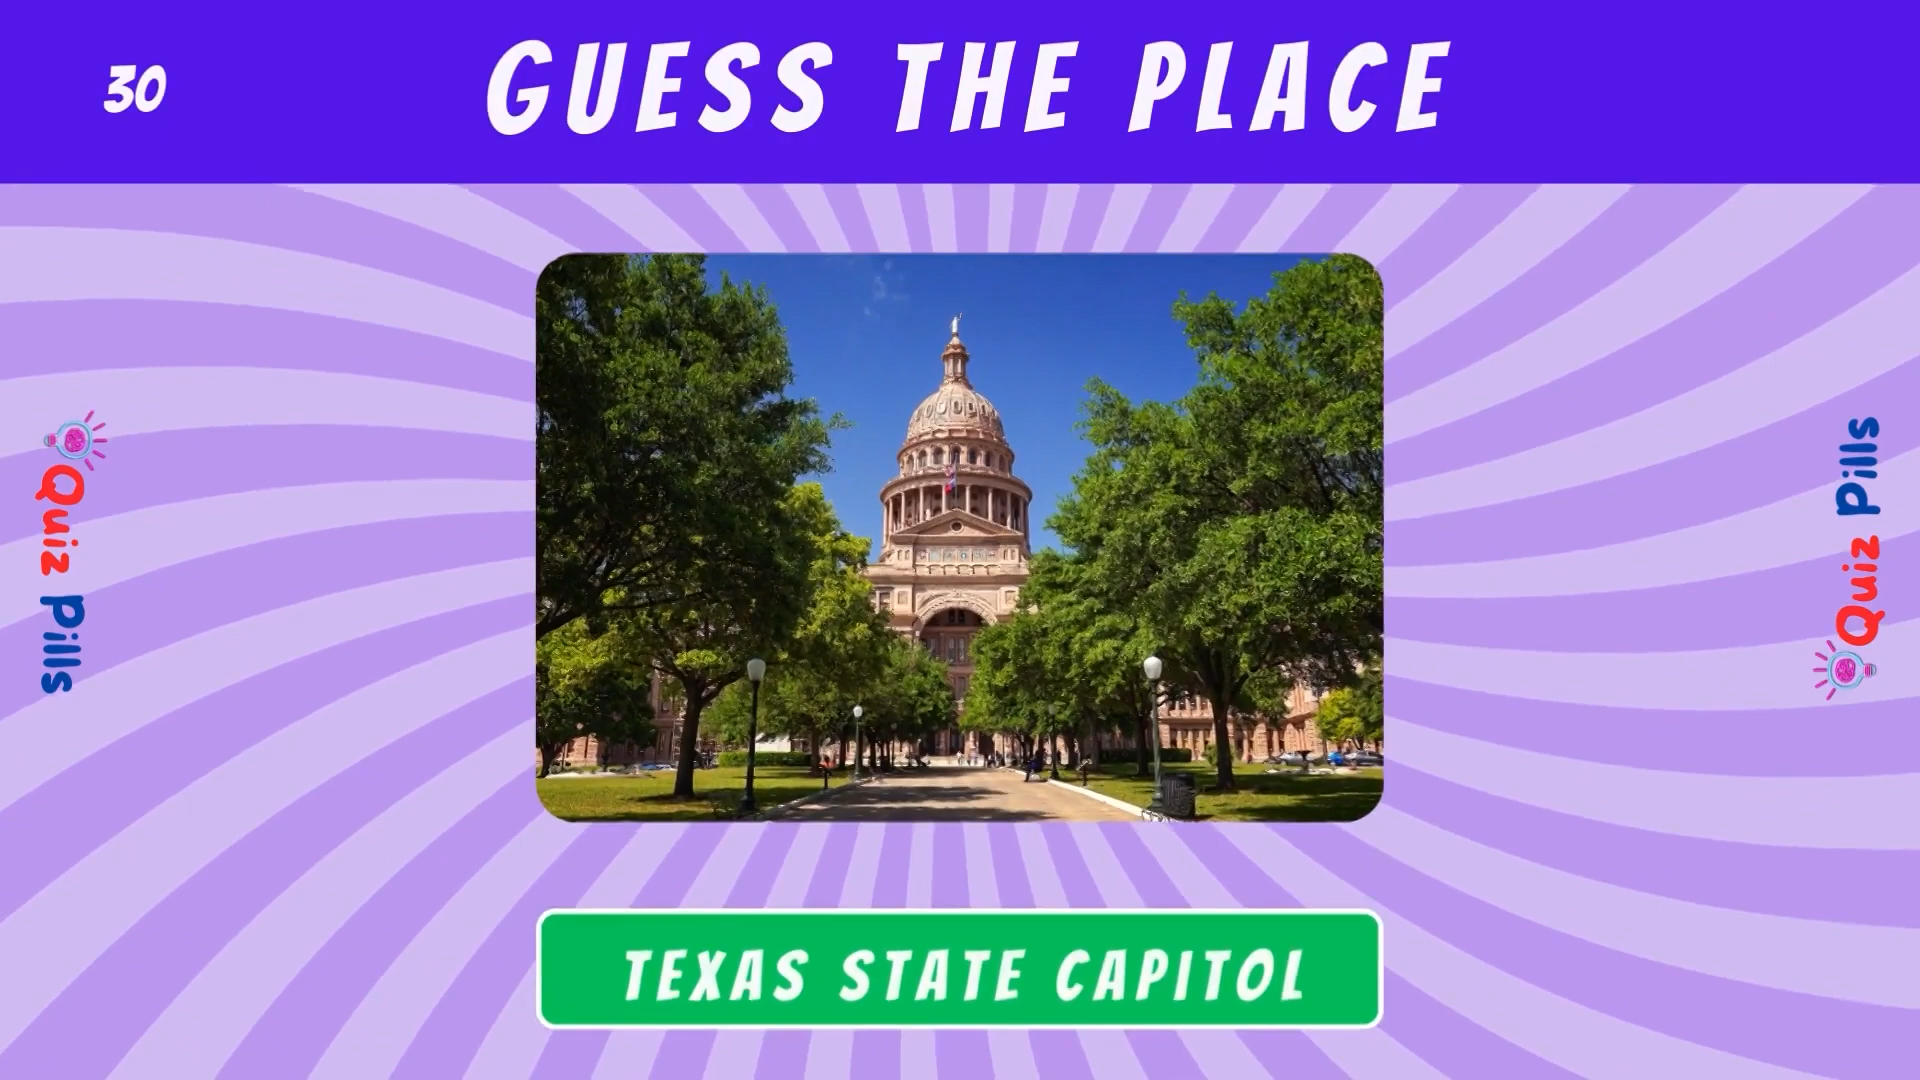 30
GUESS THE PLACE
Quiz Pills
Quiz Pills
TEXAS STATE CAPITOL